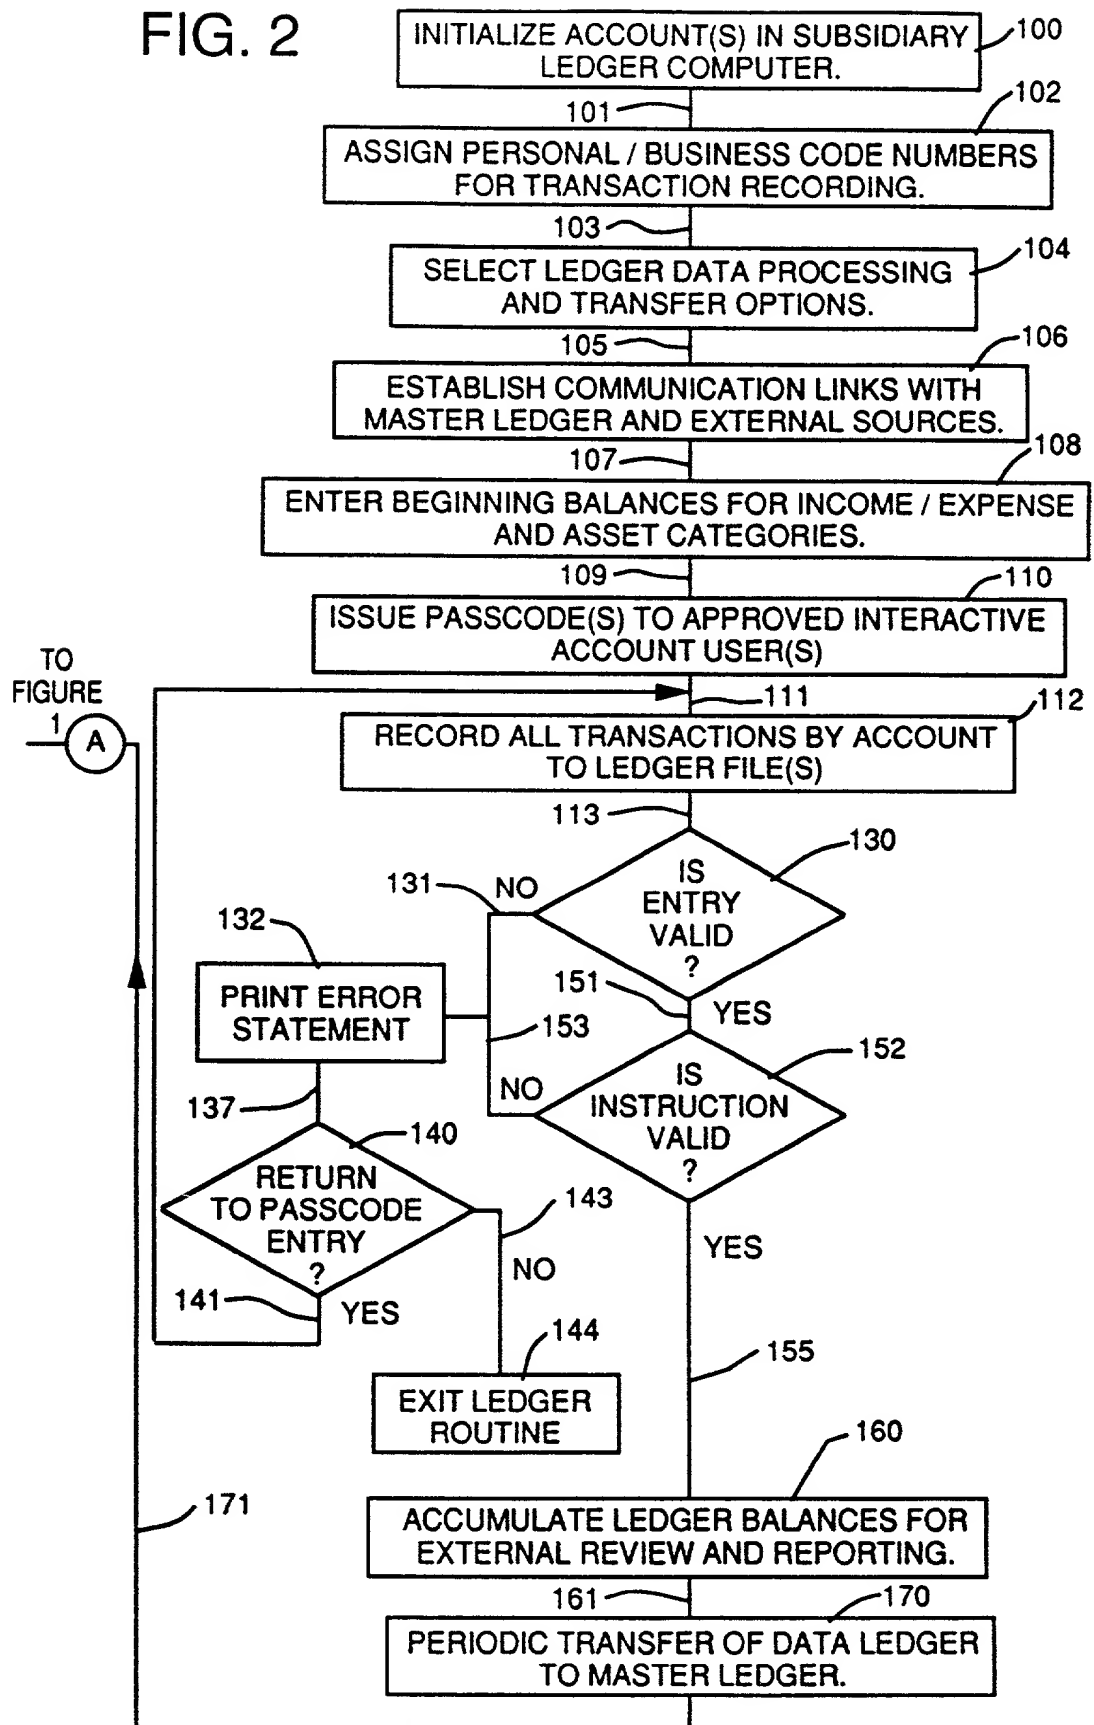 FIG. 2
INITIALIZE ACCOUNT(S) IN SUBSIDIARY
LEDGER COMPUTER.
100
101
102
ASSIGN PERSONAL / BUSINESS CODE NUMBERS
FOR TRANSACTION RECORDING.
103
104
SELECT LEDGER DATA PROCESSING
AND TRANSFER OPTIONS.
105
106
ESTABLISH COMMUNICATION LINKS WITH
MASTER LEDGER AND EXTERNAL SOURCES.
107
108
ENTER BEGINNING BALANCES FOR INCOME / EXPENSE
AND ASSET CATEGORIES.
109
110
ISSUE PASSCODE(S) TO APPROVED INTERACTIVE
ACCOUNT USER(S)
TO
FIGURE
1
A
111
112
RECORD ALL TRANSACTIONS BY ACCOUNT
TO LEDGER FILE(S)
113
130
IS
ENTRY
VALID
?
131
NO
132
PRINT ERROR
STATEMENT
151
YES
153
152
IS
INSTRUCTION
VALID
?
NO
137
140
RETURN
TO PASSCODE
ENTRY
?
143
NO
YES
141
YES
144
EXIT LEDGER
ROUTINE
155
160
171
ACCUMULATE LEDGER BALANCES FOR
EXTERNAL REVIEW AND REPORTING.
161
170
PERIODIC TRANSFER OF DATA LEDGER
TO MASTER LEDGER.